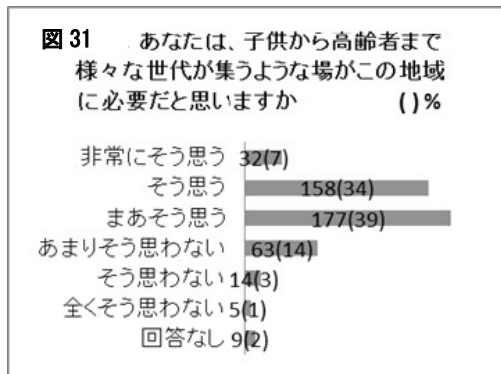 図 31 あなたは、子供から高齢者まで
様々な世代が集うような場がこの地域
に必要だと思いますか ( )%
非常にそう思う 32(7)
そう思う 158(34)
まあそう思う 177(39)
あまりそう思わない 63(14)
そう思わない 14(3)
全くそう思わない 5(1)
回答なし 9(2)